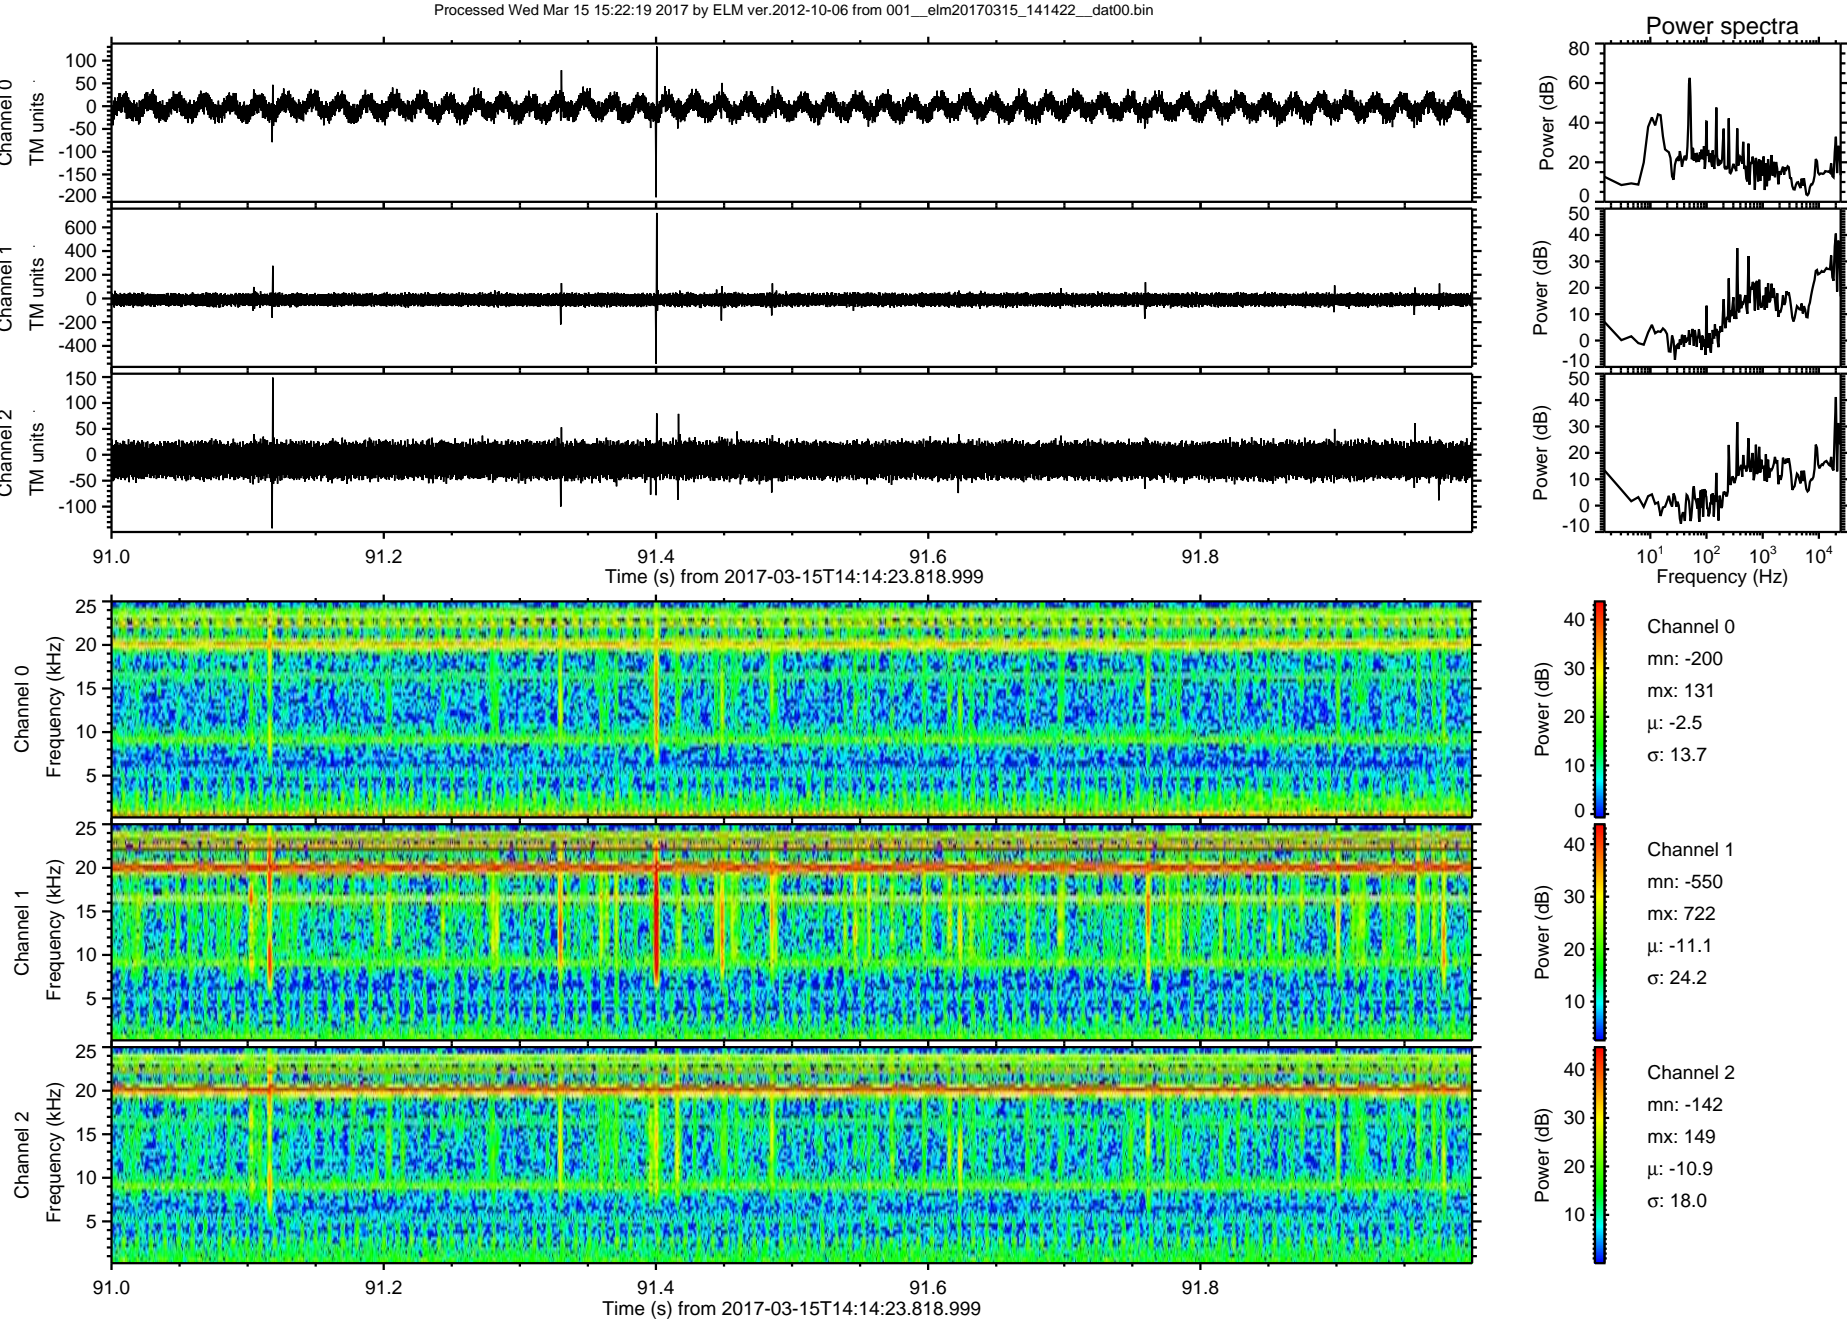 Processed Wed Mar 15 15:22:19 2017 by ELM ver.2012-10-06 from 001__elm20170315_141422__dat00.bin
Power spectra
Channel 0
TM units
100
50
0
-50
-100
-150
-200
Power (dB)
80
60
40
20
0
Channel 1
TM units
600
400
200
0
-200
-400
Power (dB)
50
40
30
20
10
0
-10
Channel 2
TM units
150
100
50
0
-50
-100
Power (dB)
50
40
30
20
10
0
-10
91.0 91.2 91.4 91.6 91.8
Time (s) from 2017-03-15T14:14:23.818.999
10^1 10^2 10^3 10^4
Frequency (Hz)
Channel 0
Frequency (kHz)
25
20
15
10
5
Power (dB)
40
30
20
10
0
Channel 0
mn: -200
mx: 131
μ: -2.5
σ: 13.7
Channel 1
Frequency (kHz)
25
20
15
10
5
Power (dB)
40
30
20
10
Channel 1
mn: -550
mx: 722
μ: -11.1
σ: 24.2
Channel 2
Frequency (kHz)
25
20
15
10
5
Power (dB)
40
30
20
10
Channel 2
mn: -142
mx: 149
μ: -10.9
σ: 18.0
91.0 91.2 91.4 91.6 91.8
Time (s) from 2017-03-15T14:14:23.818.999